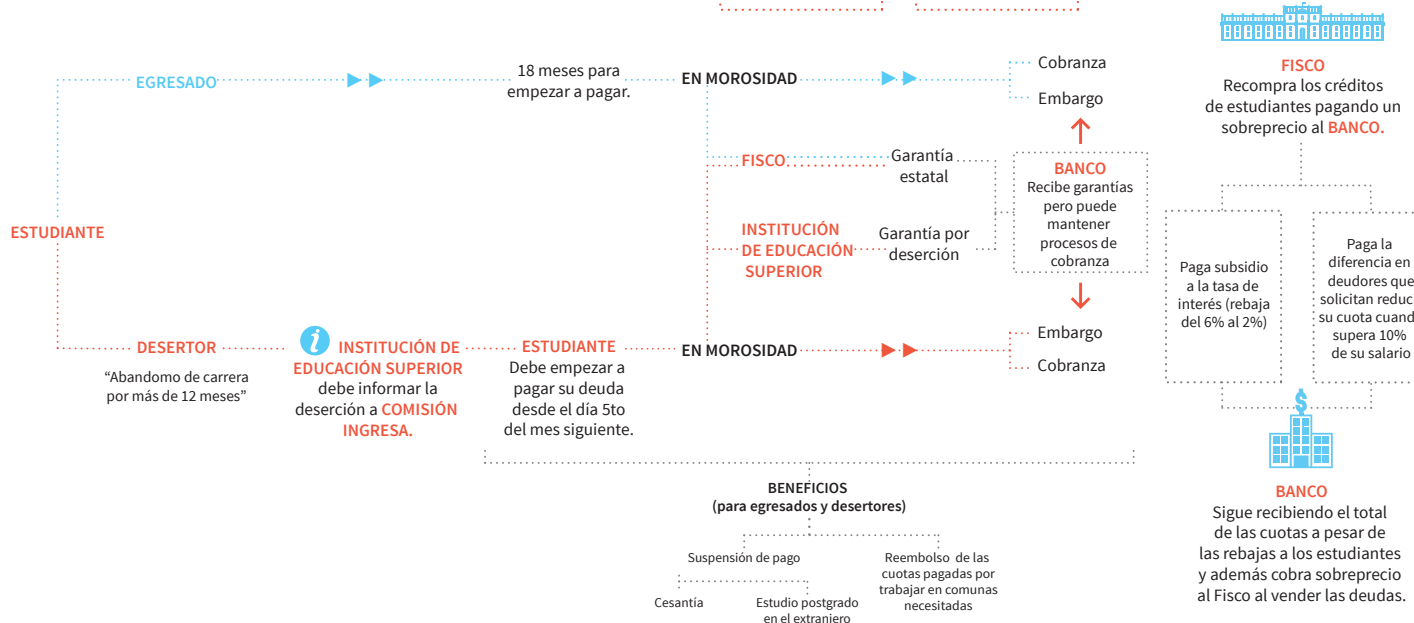 EGRESADO
18 meses para
empezar a pagar.
EN MOROSIDAD
Cobranza
Embargo
FISCO
Garantía
estatal
BANCO
Recibe garantías
pero puede
mantener
procesos de
cobranza
ESTUDIANTE
INSTITUCIÓN
DE EDUCACIÓN
SUPERIOR
Garantía por
deserción
DESERTOR
“Abandomo de carrera
por más de 12 meses”
i
INSTITUCIÓN DE
EDUCACIÓN SUPERIOR
debe informar la
deserción a COMISIÓN
INGRESA.
ESTUDIANTE
Debe empezar a
pagar su deuda
desde el día 5to
del mes siguiente.
EN MOROSIDAD
Embargo
Cobranza
BENEFICIOS
(para egresados y desertores)
Suspensión de pago
Cesantía
Estudio postgrado
en el extraniero
Reembolso de las
cuotas pagadas por
trabajar en comunas
necesitadas
FISCO
Recompra los créditos
de estudiantes pagando un
sobreprecio al BANCO.
Paga subsidio
a la tasa de
interés (rebaja
del 6% al 2%)
Paga la
diferencia en
deudores que
solicitan reduc
su cuota cuand
supera 10%
de su salario
$
BANCO
Sigue recibiendo el total
de las cuotas a pesar de
las rebajas a los estudiantes
y además cobra sobreprecio
al Fisco al vender las deudas.